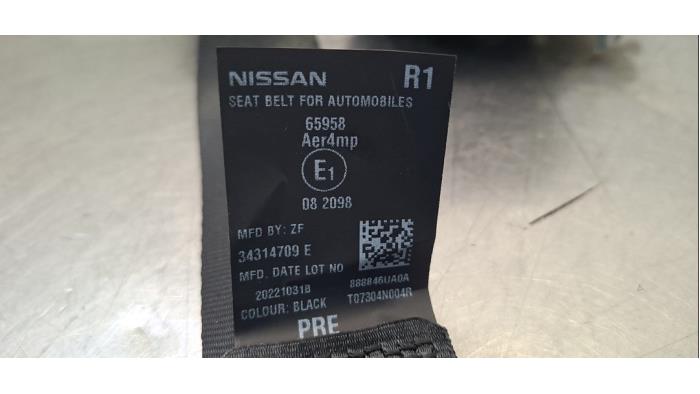 NISSAN R1
SEAT BELT FOR AUTOMOBILES
65958
Aer4mp
E1
08 2098
MFD BY: ZF
34314709 E
MFD. DATE LOT NO
20221031B 888846UA0A
COLOUR: BLACK T07304N004R
PRE